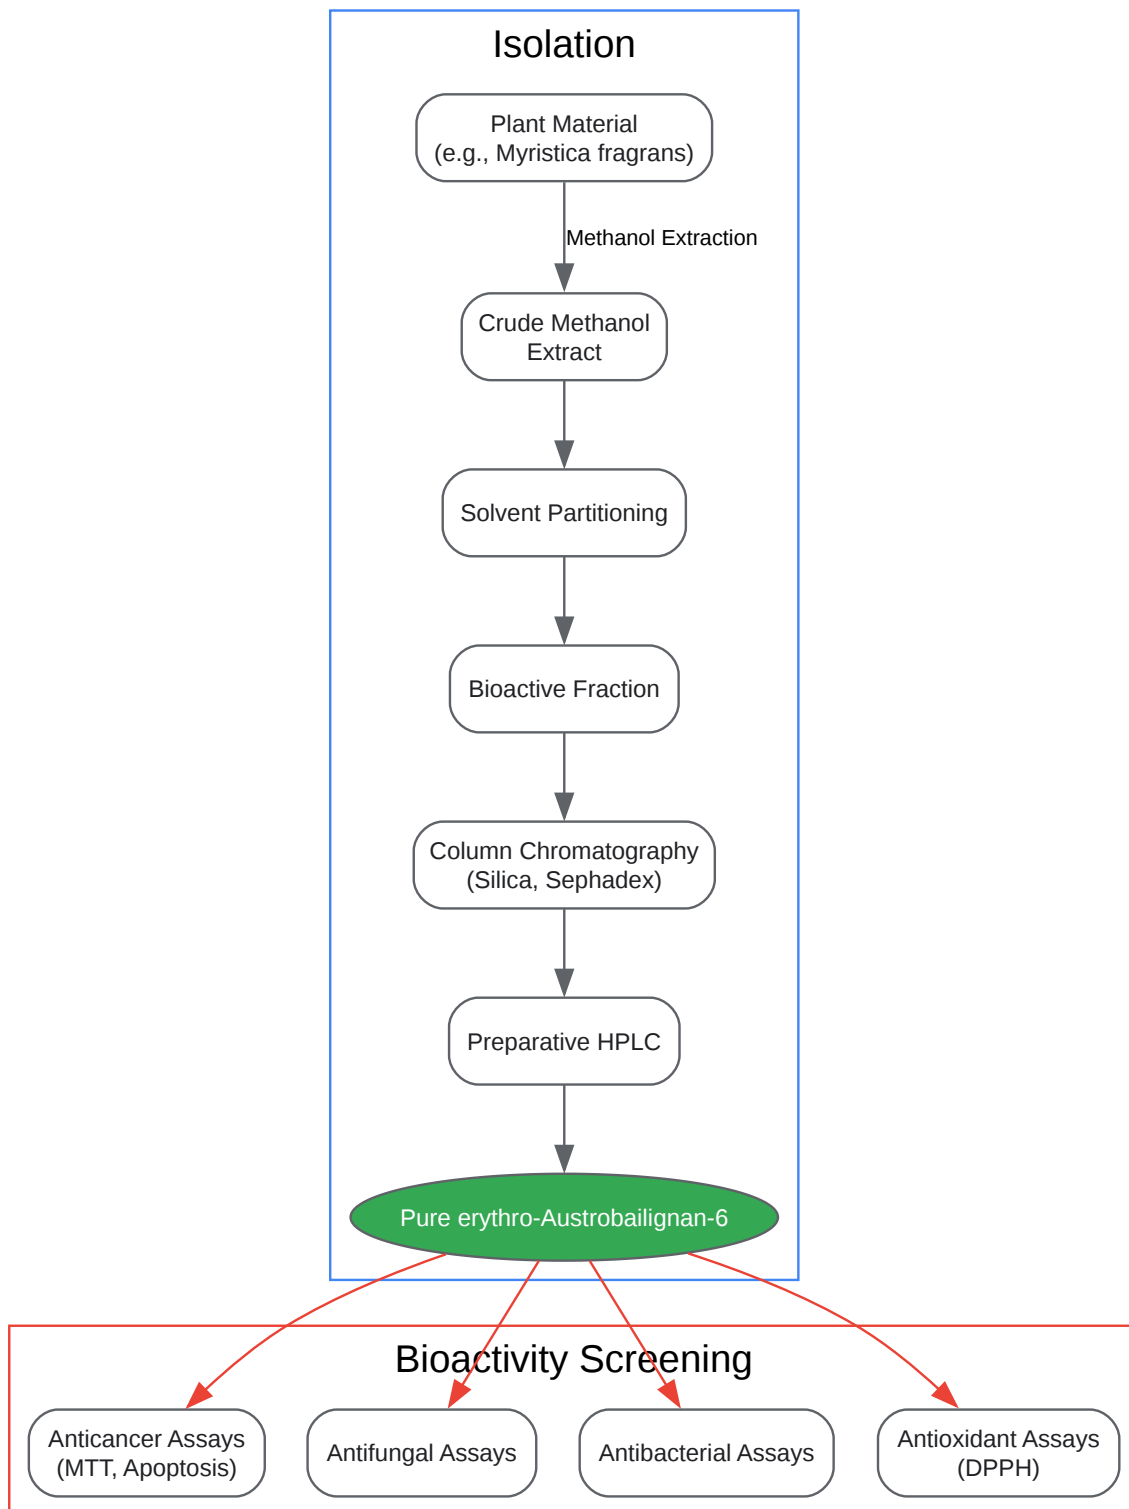 Isolation
Plant Material
(e.g., Myristica fragrans)
Methanol Extraction
Crude Methanol
Extract
Solvent Partitioning
Bioactive Fraction
Column Chromatography
(Silica, Sephadex)
Preparative HPLC
Pure erythro-Austrobailignan-6
Bioactivity Screening
Anticancer Assays
(MTT, Apoptosis)
Antifungal Assays
Antibacterial Assays
Antioxidant Assays
(DPPH)